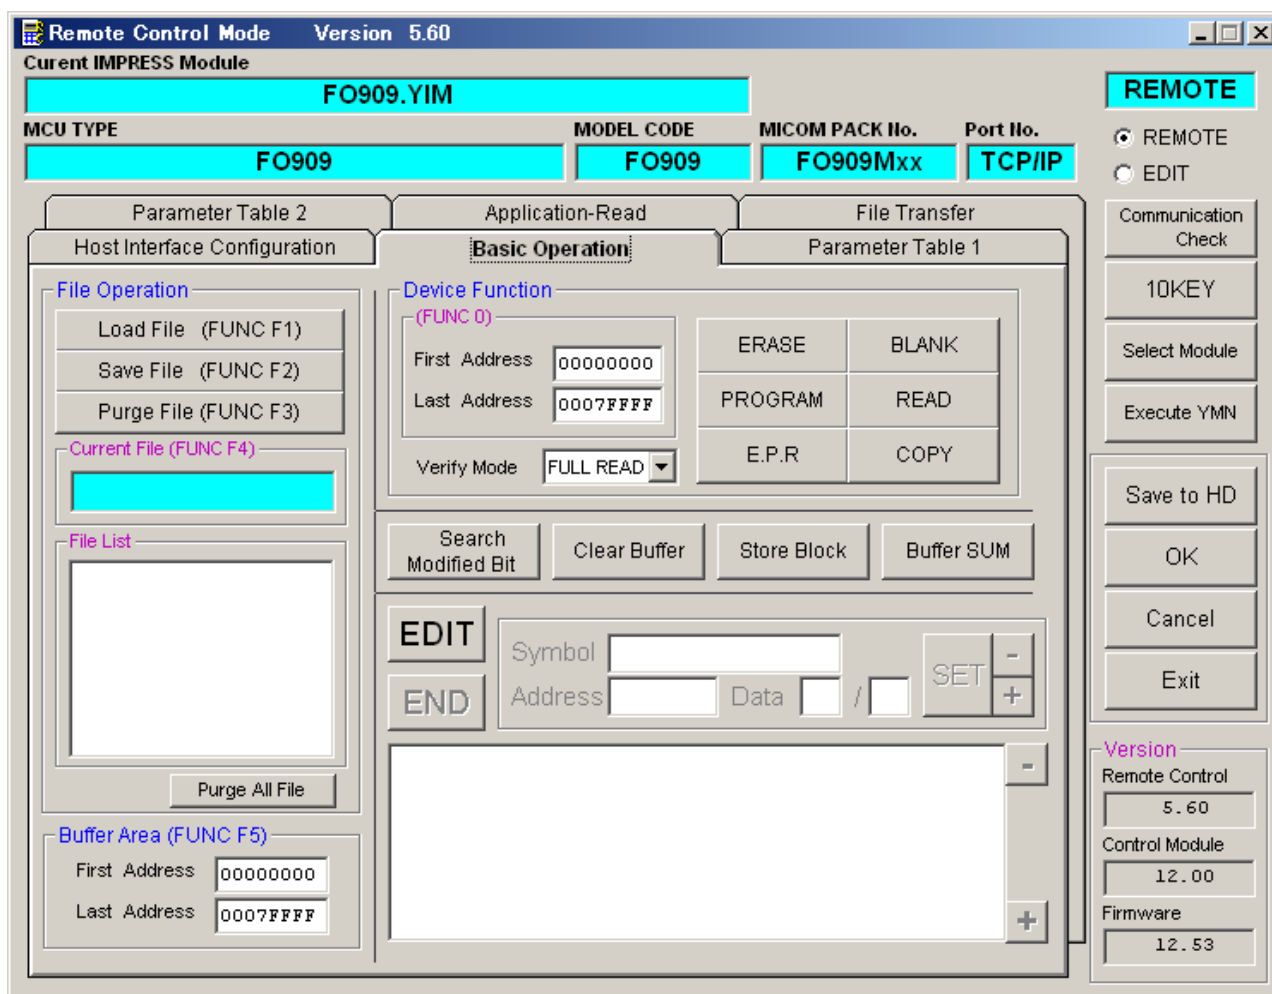 Remote Control Mode Version 5.60
Curent IMPRESS Module
FO909.YIM
REMOTE
MCU TYPE
MODEL CODE
MICOM PACK No.
Port No.
FO909
FO909
FO909Mxx
TCP/IP
REMOTE
EDIT
Parameter Table 2
Application-Read
File Transfer
Host Interface Configuration
Basic Operation
Parameter Table 1
File Operation
Load File (FUNC F1)
Save File (FUNC F2)
Purge File (FUNC F3)
Current File (FUNC F4)
File List
Purge All File
Buffer Area (FUNC F5)
First Address 00000000
Last Address 0007FFFF
Device Function
(FUNC 0)
First Address 00000000
Last Address 0007FFFF
Verify Mode FULL READ
ERASE
BLANK
PROGRAM
READ
E.P.R
COPY
Search
Modified Bit
Clear Buffer
Store Block
Buffer SUM
EDIT
END
Symbol
Address
Data /
SET
-
+
-
+
Communication
Check
10KEY
Select Module
Execute YMN
Save to HD
OK
Cancel
Exit
Version
Remote Control
5.60
Control Module
12.00
Firmware
12.53